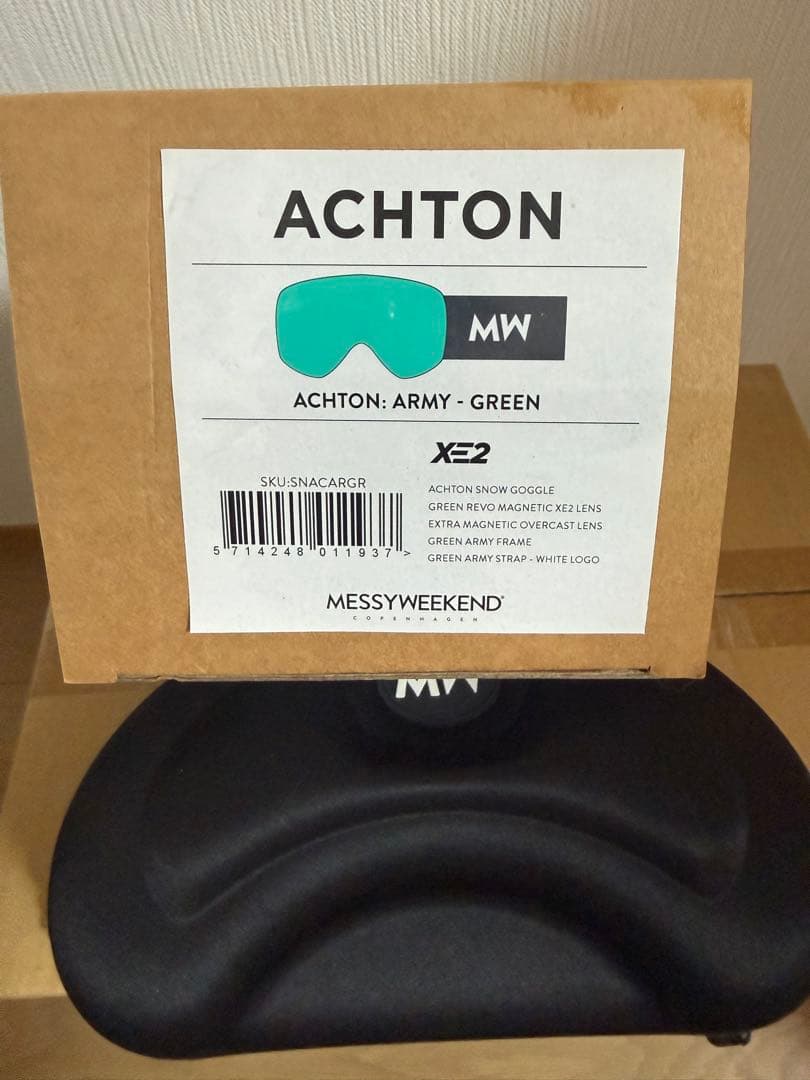 ACHTON
MW
ACHTON: ARMY - GREEN
XE2
SKU:SNACARGR
5 714248 011937 >
ACHTON SNOW GOGGLE
GREEN REVO MAGNETIC XE2 LENS
EXTRA MAGNETIC OVERCAST LENS
GREEN ARMY FRAME
GREEN ARMY STRAP - WHITE LOGO
MESSYWEEKEND®
COPENHAGEN
MW